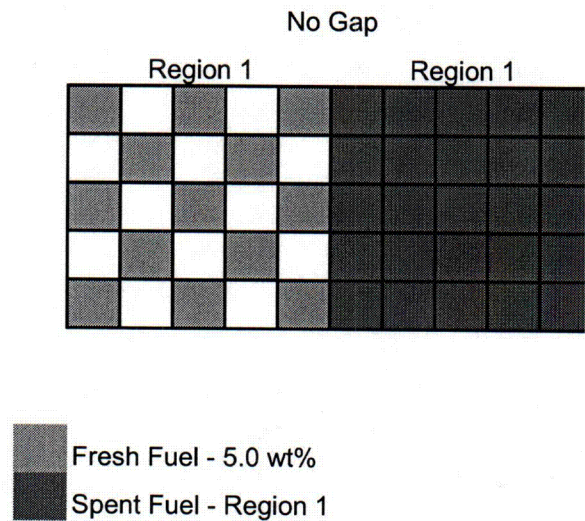 No Gap
Region 1 Region 1
Fresh Fuel - 5.0 wt%
Spent Fuel - Region 1